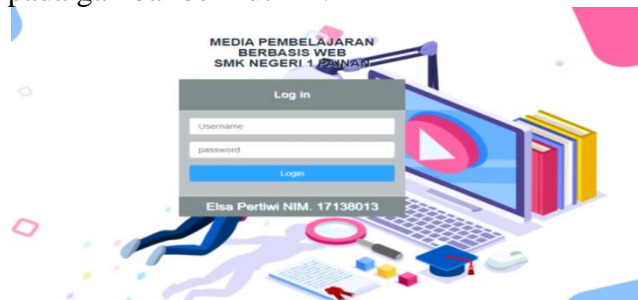 MEDIA PEMBELAJARAN
BERBASIS WEB
SMK NEGERI 1 PAINAN
Log in
Username
password
Login
Elsa Pertiwi NIM. 17138013